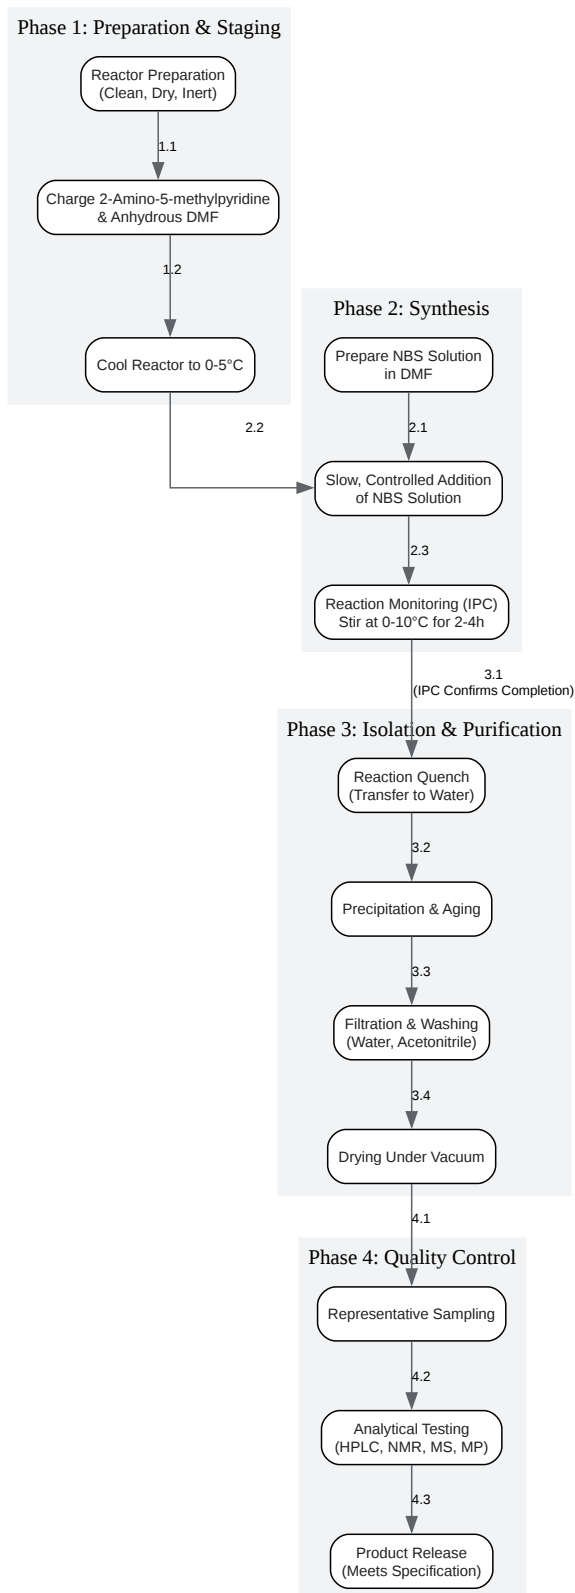 Phase 1: Preparation & Staging
Reactor Preparation
(Clean, Dry, Inert)
1.1
Charge 2-Amino-5-methylpyridine
& Anhydrous DMF
1.2
Cool Reactor to 0-5°C
2.2
Phase 2: Synthesis
Prepare NBS Solution
in DMF
2.1
Slow, Controlled Addition
of NBS Solution
2.3
Reaction Monitoring (IPC)
Stir at 0-10°C for 2-4h
3.1
(IPC Confirms Completion)
Phase 3: Isolation & Purification
Reaction Quench
(Transfer to Water)
3.2
Precipitation & Aging
3.3
Filtration & Washing
(Water, Acetonitrile)
3.4
Drying Under Vacuum
4.1
Phase 4: Quality Control
Representative Sampling
4.2
Analytical Testing
(HPLC, NMR, MS, MP)
4.3
Product Release
(Meets Specification)